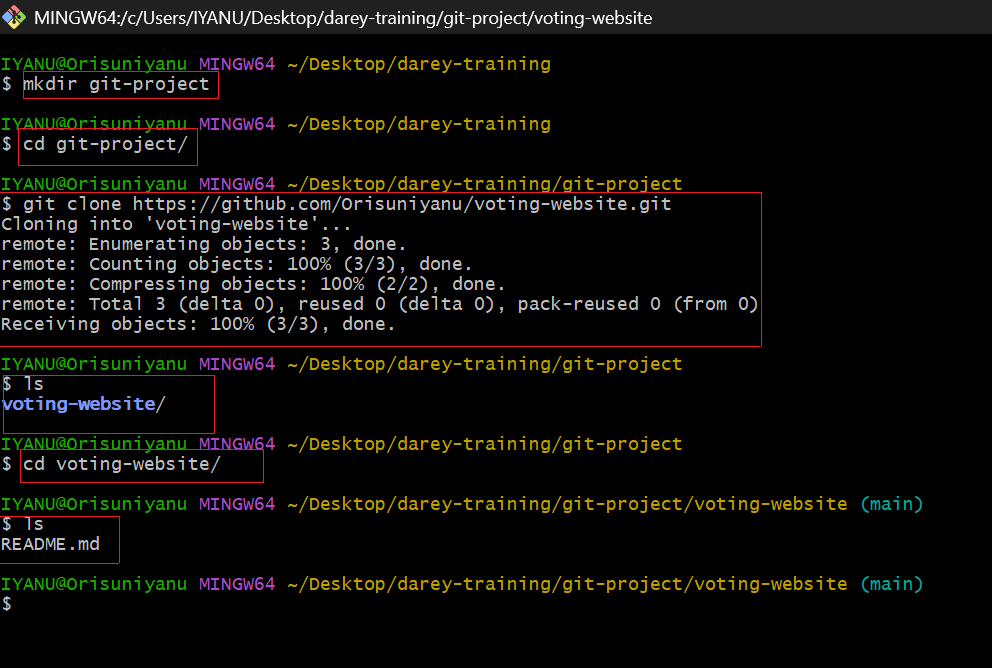 MINGW64:/c/Users/IYANU/Desktop/darey-training/git-project/voting-website
IYANU@Orisuniyanu MINGW64 ~/Desktop/darey-training
$ mkdir git-project
IYANU@Orisuniyanu MINGW64 ~/Desktop/darey-training
$ cd git-project/
IYANU@Orisuniyanu MINGW64 ~/Desktop/darey-training/git-project
$ git clone https://github.com/Orisuniyanu/voting-website.git
Cloning into 'voting-website'...
remote: Enumerating objects: 3, done.
remote: Counting objects: 100% (3/3), done.
remote: Compressing objects: 100% (2/2), done.
remote: Total 3 (delta 0), reused 0 (delta 0), pack-reused 0 (from 0)
Receiving objects: 100% (3/3), done.
IYANU@Orisuniyanu MINGW64 ~/Desktop/darey-training/git-project
$ ls
voting-website/
IYANU@Orisuniyanu MINGW64 ~/Desktop/darey-training/git-project
$ cd voting-website/
IYANU@Orisuniyanu MINGW64 ~/Desktop/darey-training/git-project/voting-website (main)
$ ls
README.md
IYANU@Orisuniyanu MINGW64 ~/Desktop/darey-training/git-project/voting-website (main)
$